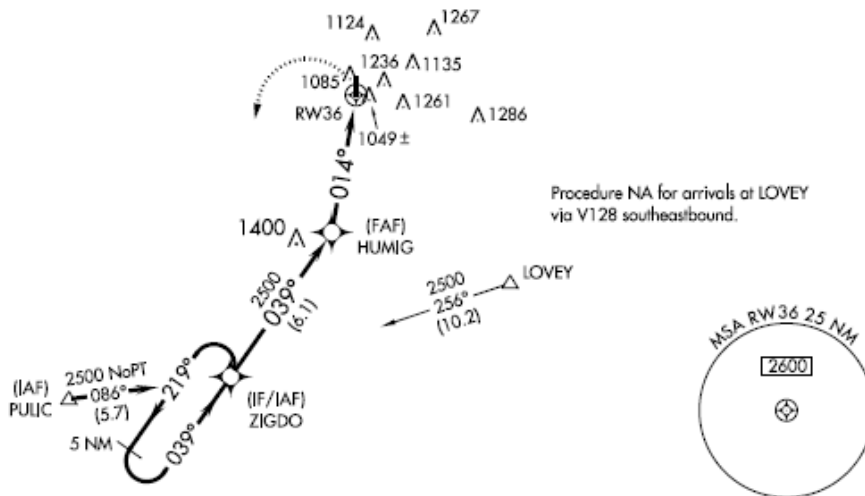 1124
1267
1236
1135
1085
RW36
1261
1286
1049±
014°
Procedure NA for arrivals at LOVEY
via V128 southeastbound.
1400
(FAF)
HUMIG
LOVEY
2500
256°
(10.2)
2500
039°
(6.1)
MSA RW36 25 NM
2600
(IAF)
PULIC
2500 NoPT
086°
(5.7)
219°
(IF/IAF)
ZIGDO
5 NM
039°